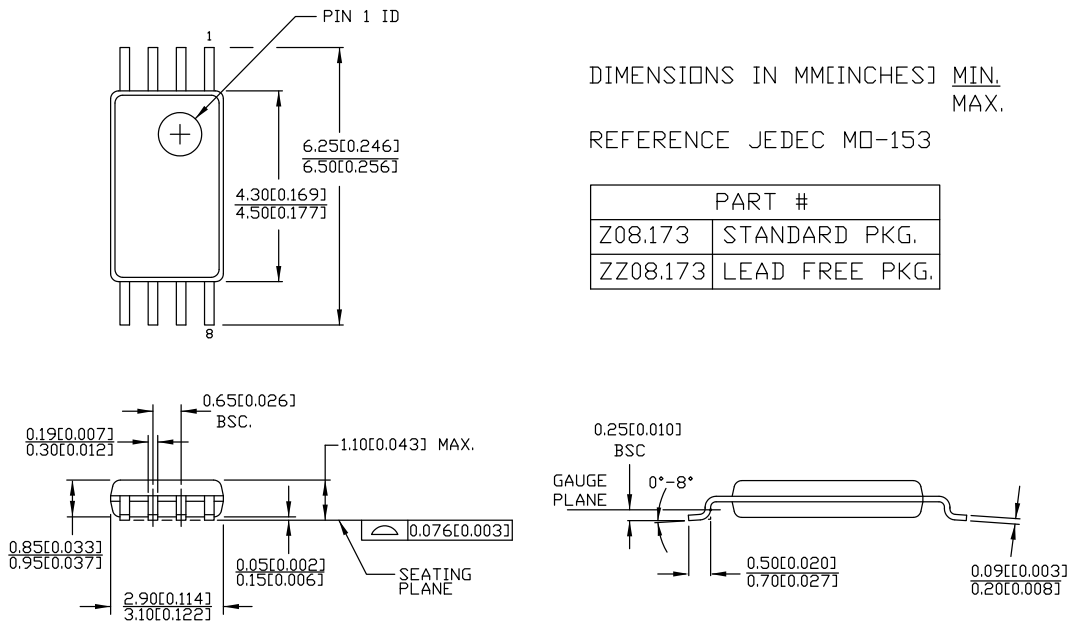 PIN 1 ID
1
6.25[0.246]
6.50[0.256]
4.30[0.169]
4.50[0.177]
8
DIMENSIONS IN MM[INCHES] MIN.
MAX.
REFERENCE JEDEC MO-153
PART #
Z08.173 STANDARD PKG.
ZZ08.173 LEAD FREE PKG.
0.65[0.026]
BSC.
0.19[0.007]
0.30[0.012]
1.10[0.043] MAX.
0.076[0.003]
0.85[0.033]
0.95[0.037]
0.05[0.002]
0.15[0.006]
SEATING
PLANE
2.90[0.114]
3.10[0.122]
0.25[0.010]
BSC
GAUGE
PLANE
0°-8°
0.50[0.020]
0.70[0.027]
0.09[[0.003]
0.20[0.008]